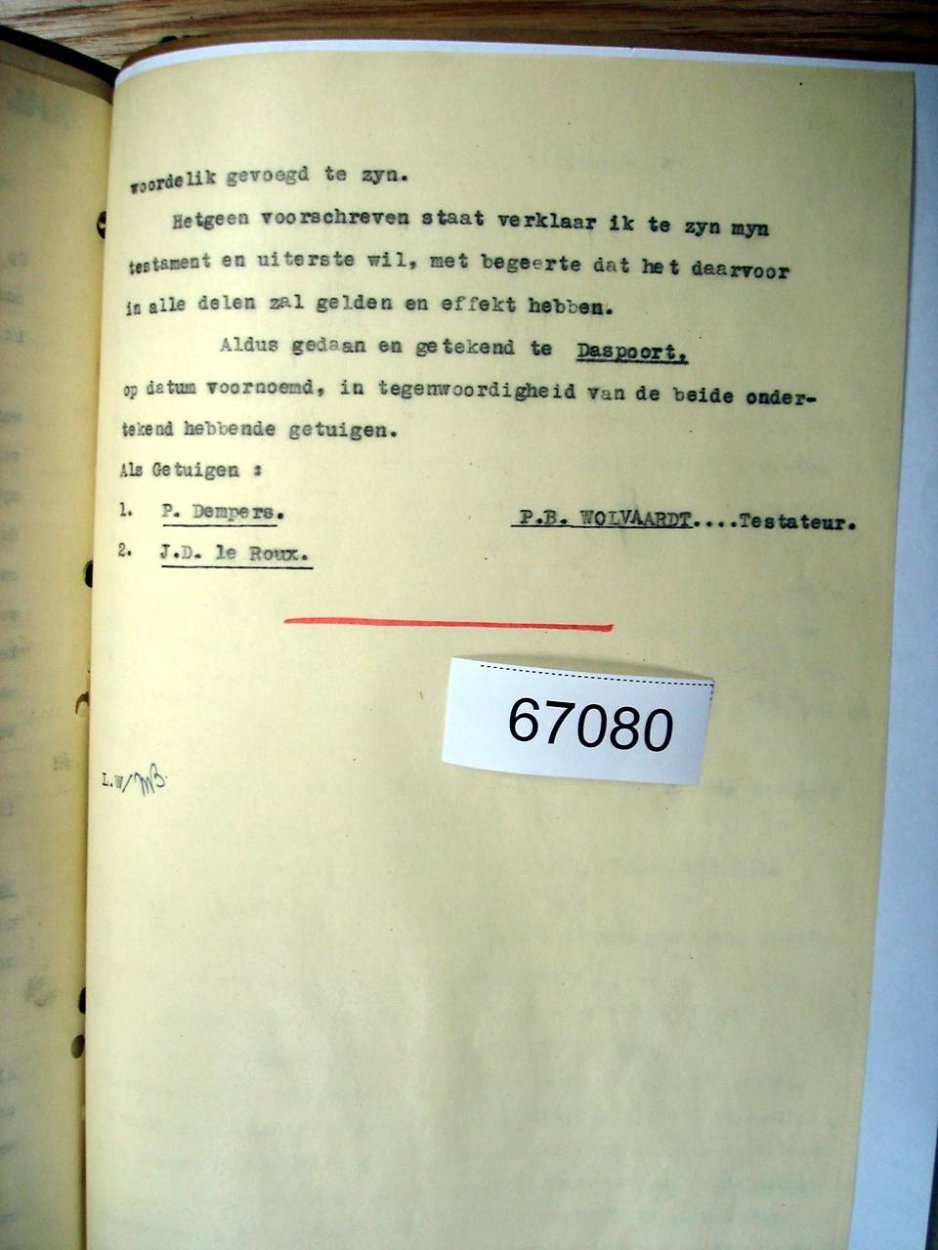 woordelik gevoegd te zyn.
Hetgeen voorschreven staat verklaar ik te zyn myn
testament en uiterste wil, met begeerte dat het daarvoor
in alle delen zal gelden en effekt hebben.
Aldus gedaan en getekend te Daspoort,
op datum voornoemd, in tegenwoordigheid van de beide onder-
tekend hebbende getuigen.
Als Getuigen :
1. P. Dempers. P.B. WOLVAARDT....Testateur.
2. J.D. le Roux.
67080
L.W/MB.